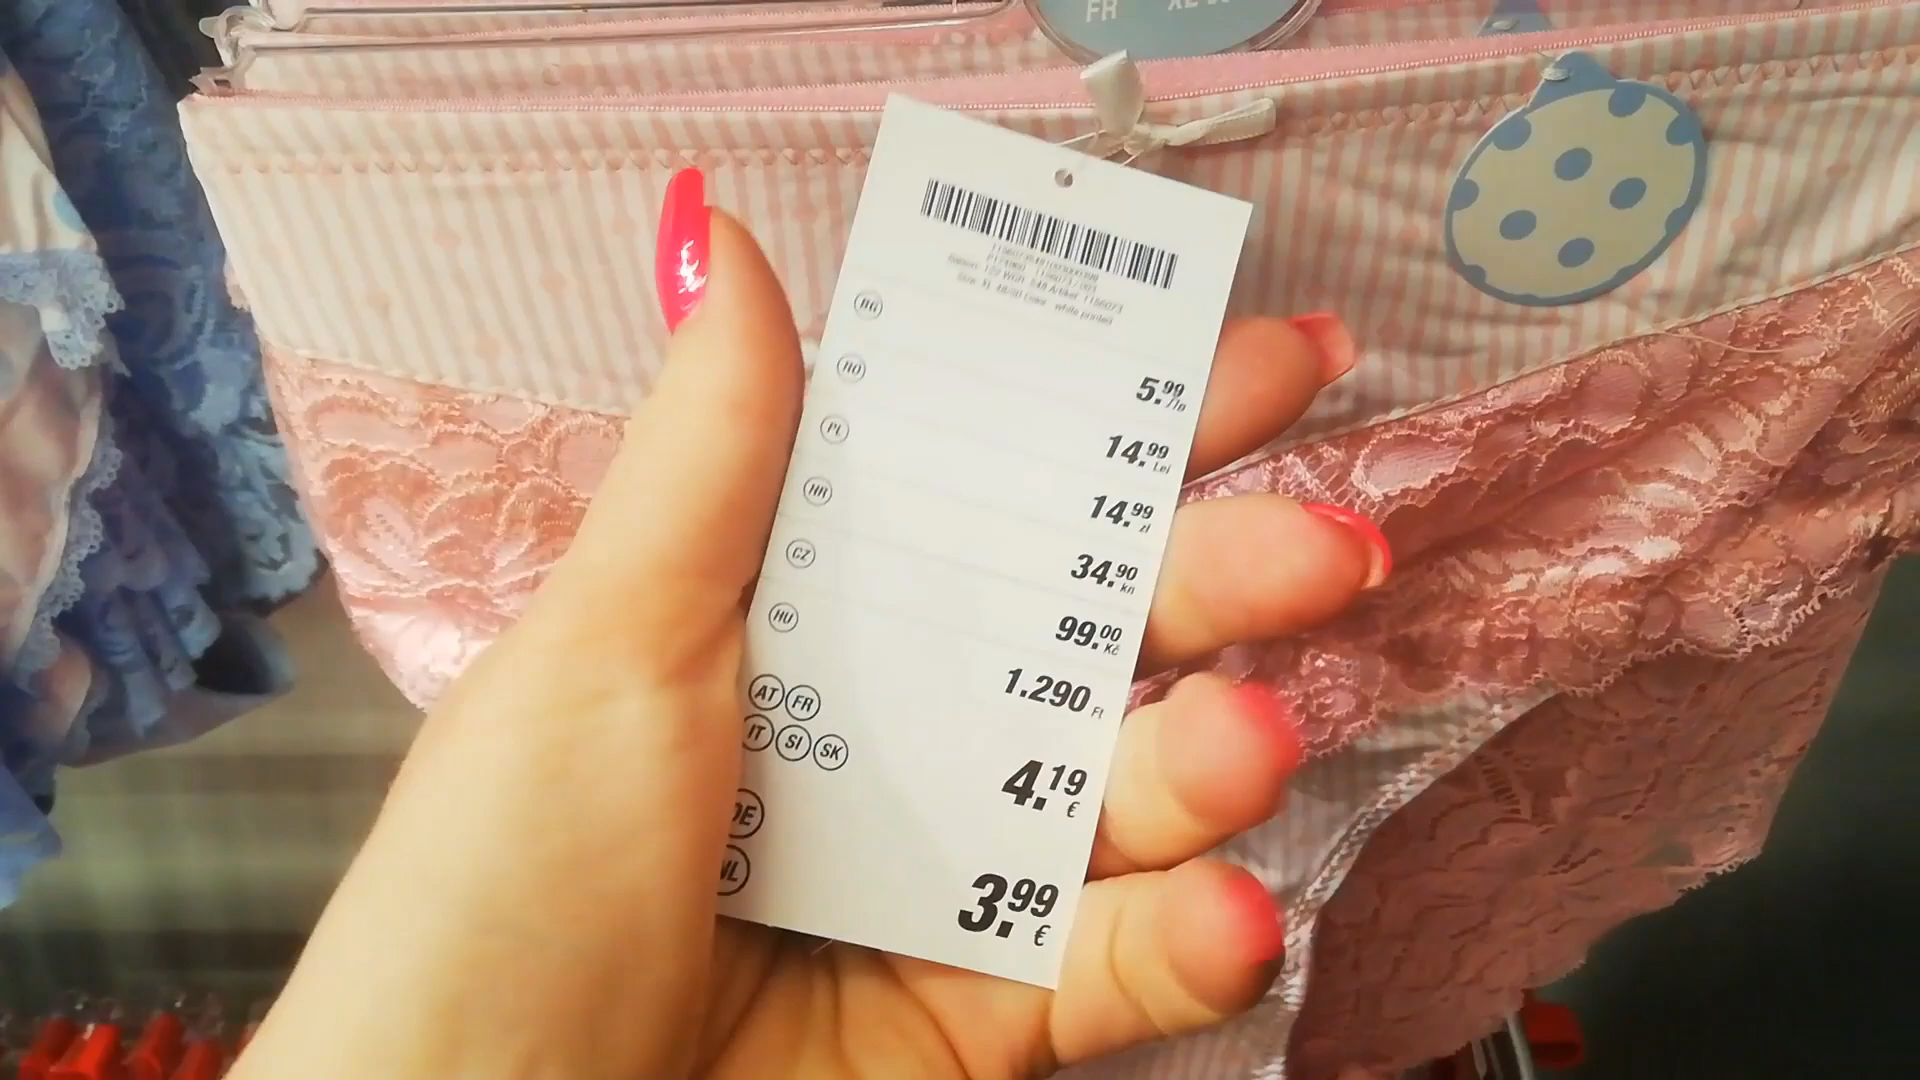 FR
BG
5.99 /lв
RO
14.99 Lei
PL
14.99 zł
HR
34.90 kn
CZ
99.00 Kč
HU
1.290 Ft
AT FR
IT SI SK
4.19 €
DE
NL
3.99 €